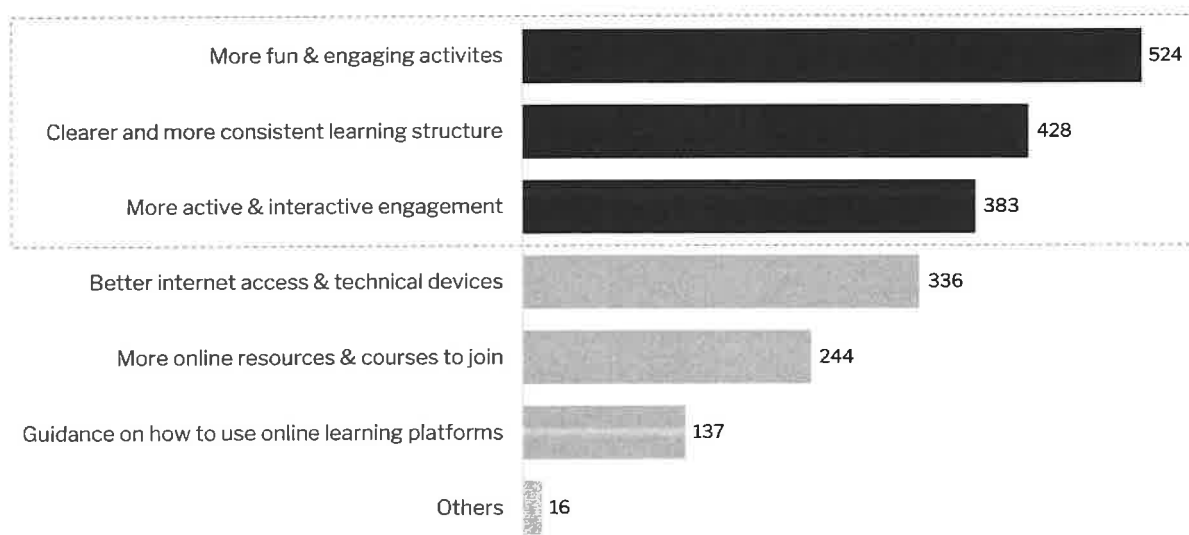 More fun & engaging activites 524
Clearer and more consistent learning structure 428
More active & interactive engagement 383
Better internet access & technical devices 336
More online resources & courses to join 244
Guidance on how to use online learning platforms 137
Others 16